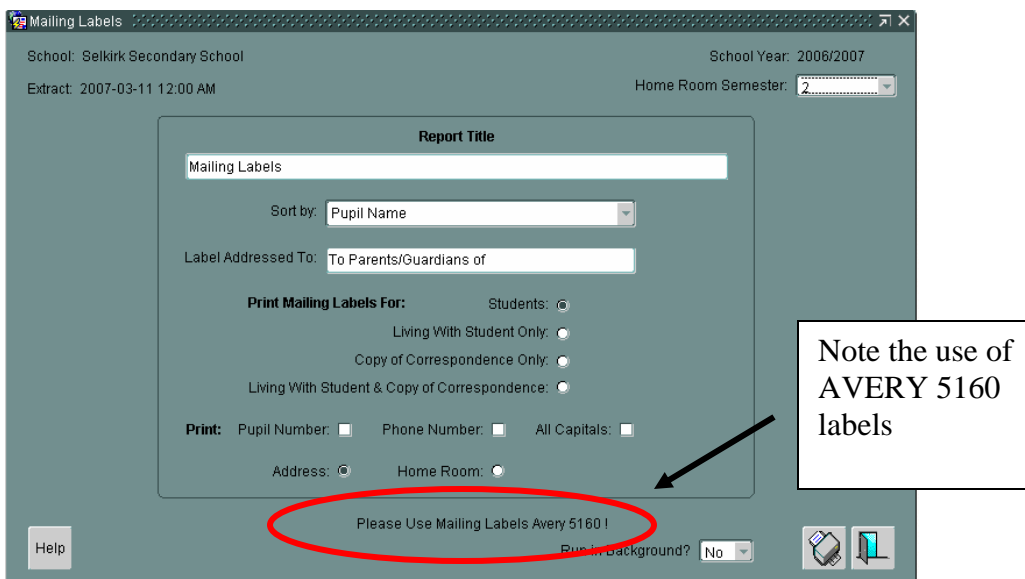 Mailing Labels
School: Selkirk Secondary School
School Year: 2006/2007
Extract: 2007-03-11 12:00 AM
Home Room Semester: 2
Report Title
Mailing Labels
Sort by: Pupil Name
Label Addressed To: To Parents/Guardians of
Print Mailing Labels For: Students:
Living With Student Only:
Copy of Correspondence Only:
Living With Student & Copy of Correspondence:
Print: Pupil Number: Phone Number: All Capitals:
Address: Home Room:
Note the use of
AVERY 5160
labels
Please Use Mailing Labels Avery 5160 !
Help
Run in Background? No